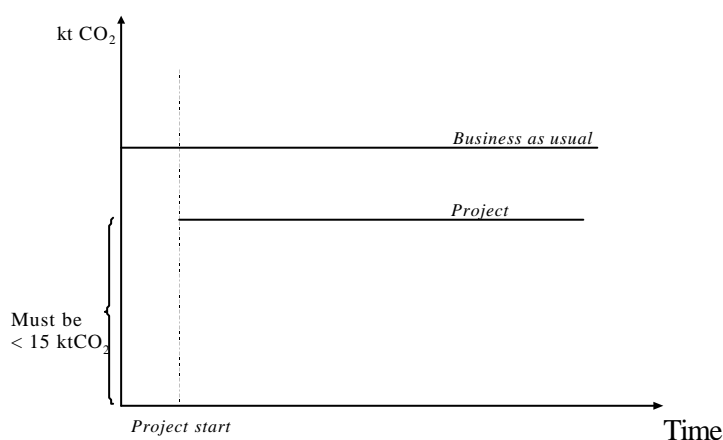 kt CO₂
Business as usual
Project
Must be
< 15 ktCO₂
Project start
Time